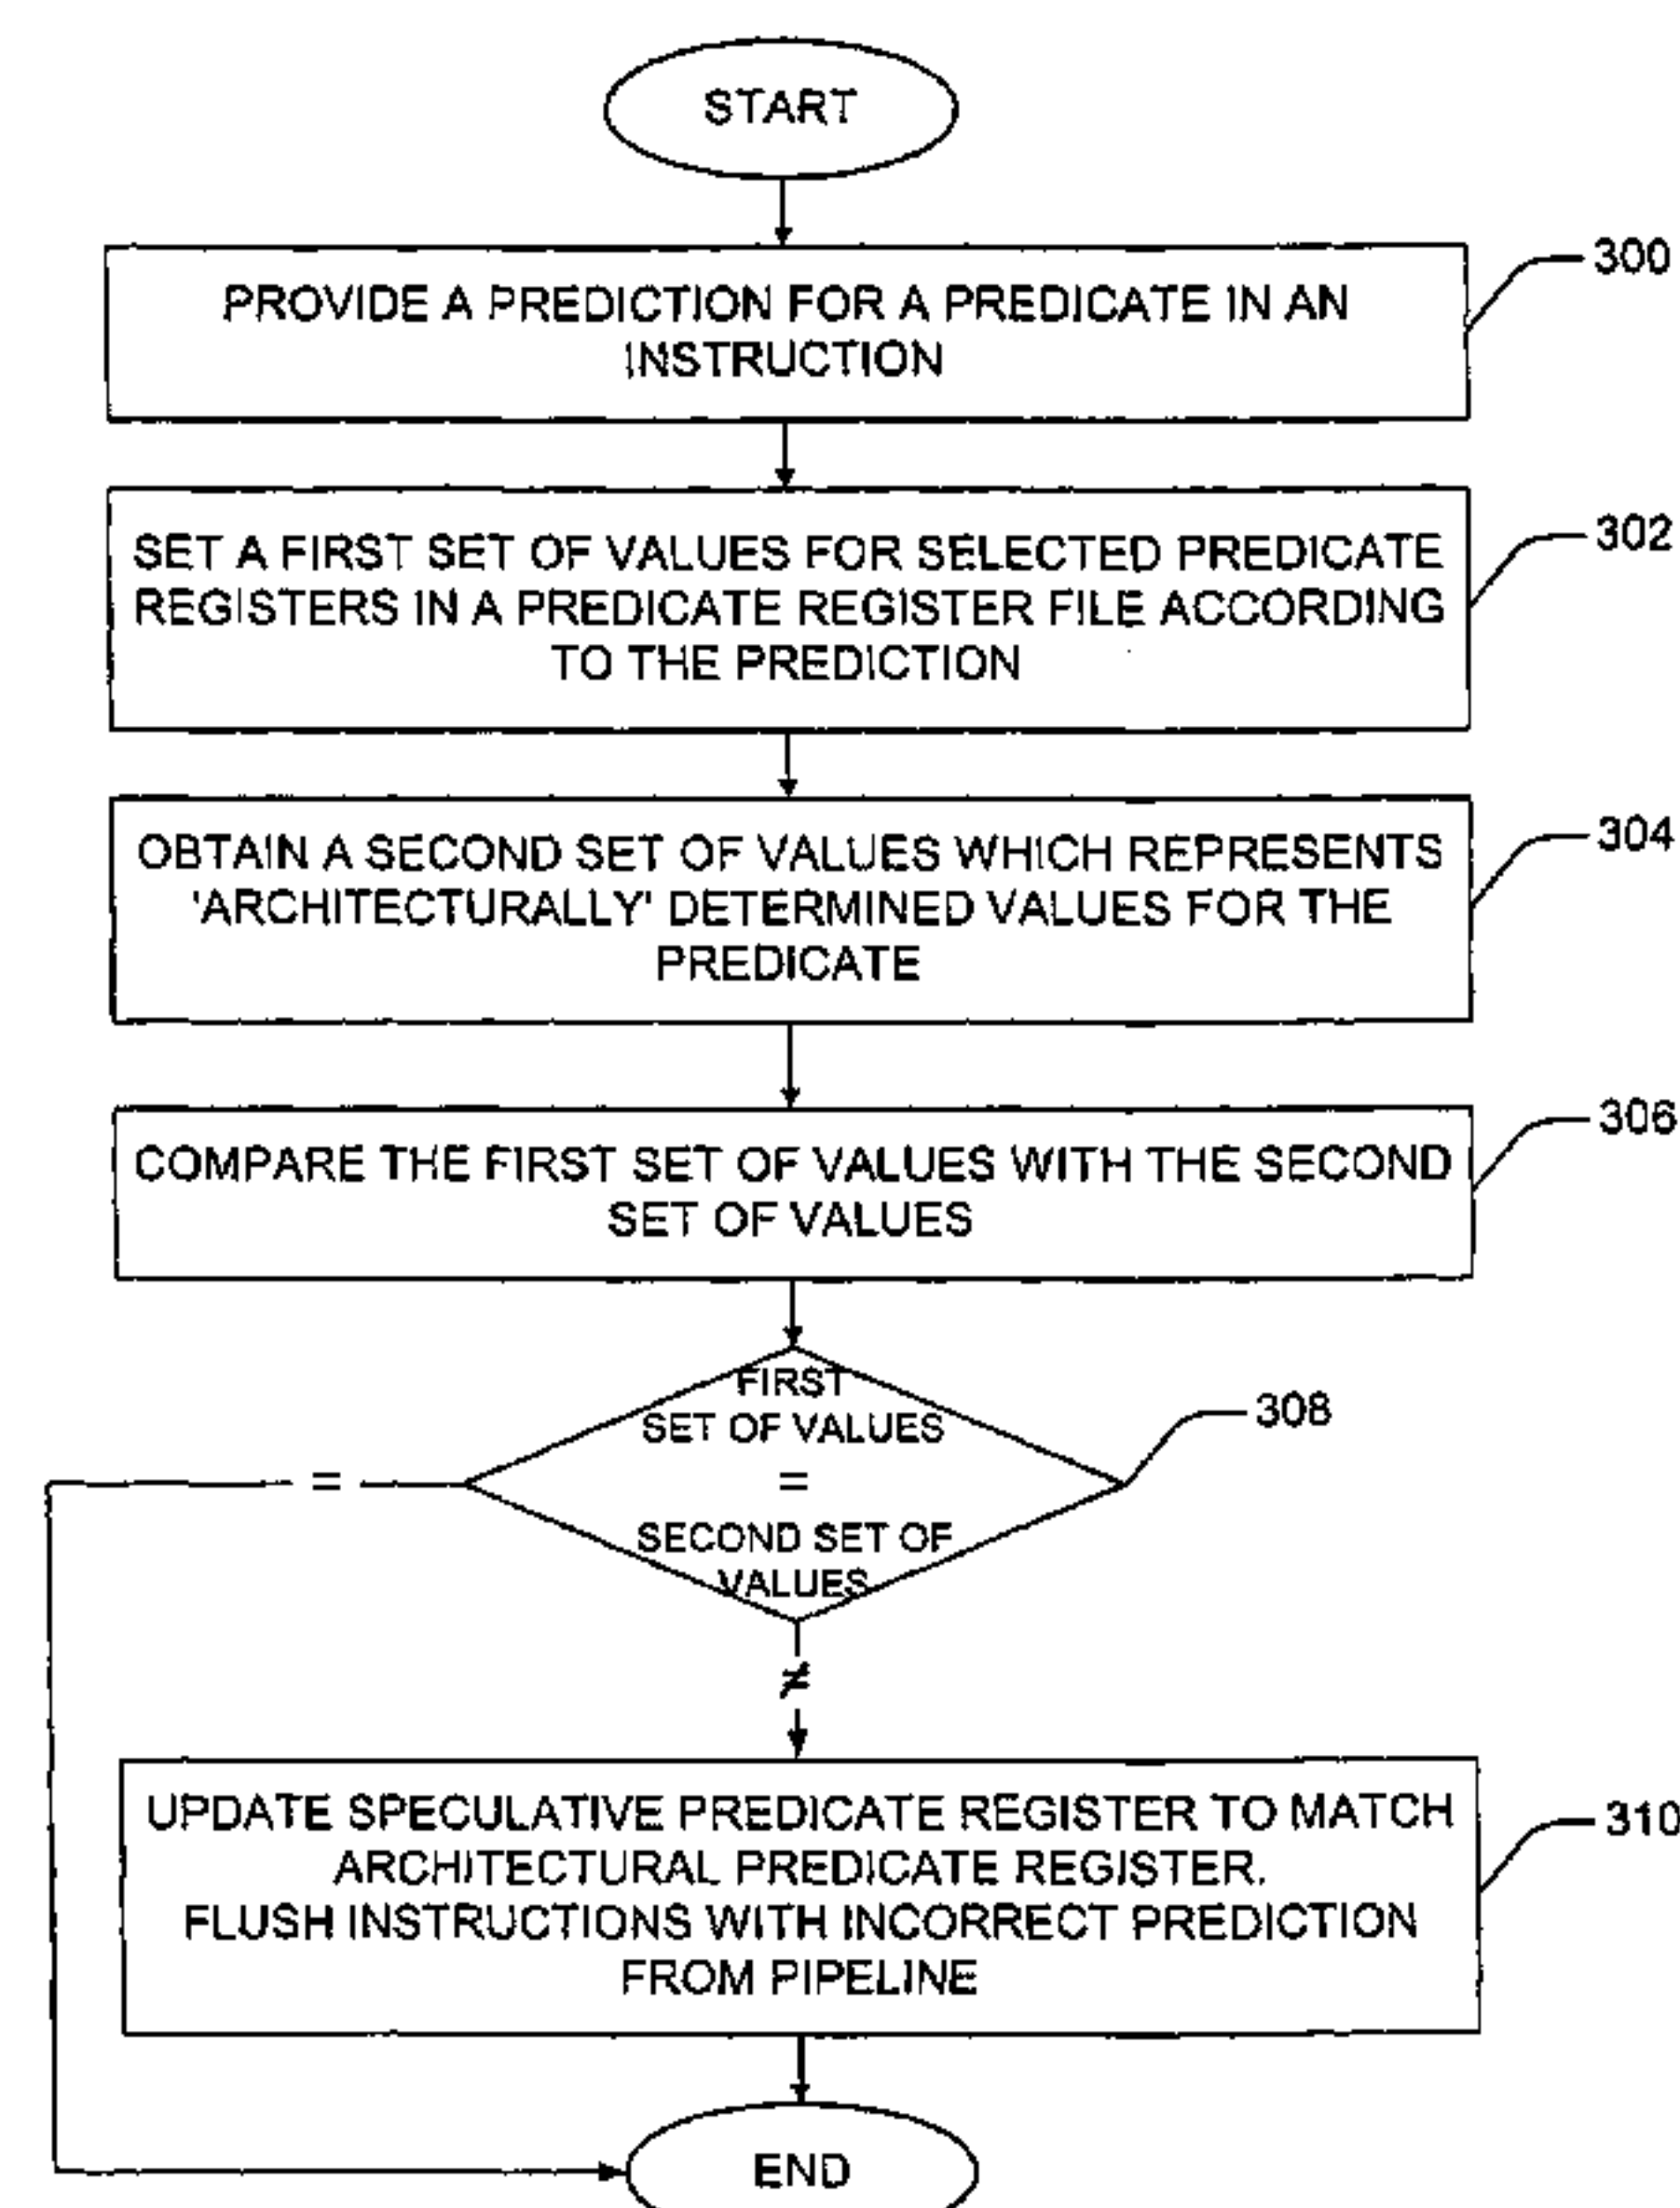 START
300
PROVIDE A PREDICTION FOR A PREDICATE IN AN
INSTRUCTION
302
SET A FIRST SET OF VALUES FOR SELECTED PREDICATE
REGISTERS IN A PREDICATE REGISTER FILE ACCORDING
TO THE PREDICTION
304
OBTAIN A SECOND SET OF VALUES WHICH REPRESENTS
'ARCHITECTURALLY' DETERMINED VALUES FOR THE
PREDICATE
306
COMPARE THE FIRST SET OF VALUES WITH THE SECOND
SET OF VALUES
FIRST
SET OF VALUES
308
=
=
SECOND SET OF
VALUES
≠
UPDATE SPECULATIVE PREDICATE REGISTER TO MATCH
310
ARCHITECTURAL PREDICATE REGISTER.
FLUSH INSTRUCTIONS WITH INCORRECT PREDICTION
FROM PIPELINE
END